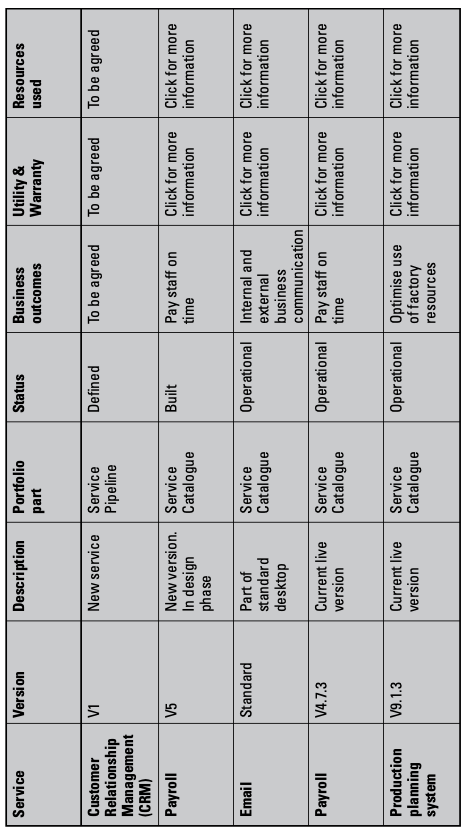 Service
Version
Description
Portfolio
part
Status
Business
outcomes
Utility &
Warranty
Resources
used
Customer
Relationship
Management
(CRM)
V1
New service
Service
Pipeline
Defined
To be agreed
To be agreed
To be agreed
Payroll
V5
New version.
In design
phase
Service
Catalogue
Built
Pay staff on
time
Click for more
information
Click for more
information
Email
Standard
Part of
standard
desktop
Service
Catalogue
Operational
Internal and
external
business
communication
Click for more
information
Click for more
information
Payroll
V4.7.3
Current live
version
Service
Catalogue
Operational
Pay staff on
time
Click for more
information
Click for more
information
Production
planning
system
V9.1.3
Current live
version
Service
Catalogue
Operational
Optimise use
of factory
resources
Click for more
information
Click for more
information